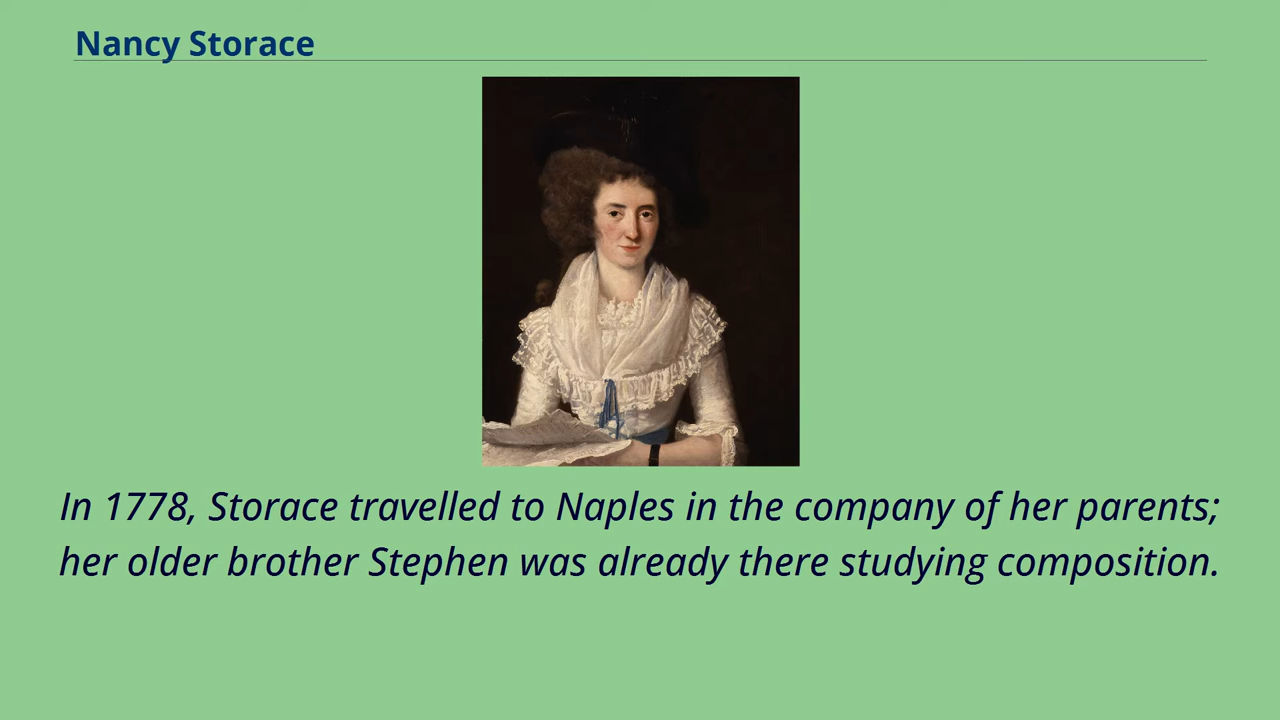 Nancy Storace
In 1778, Storace travelled to Naples in the company of her parents;
her older brother Stephen was already there studying composition.